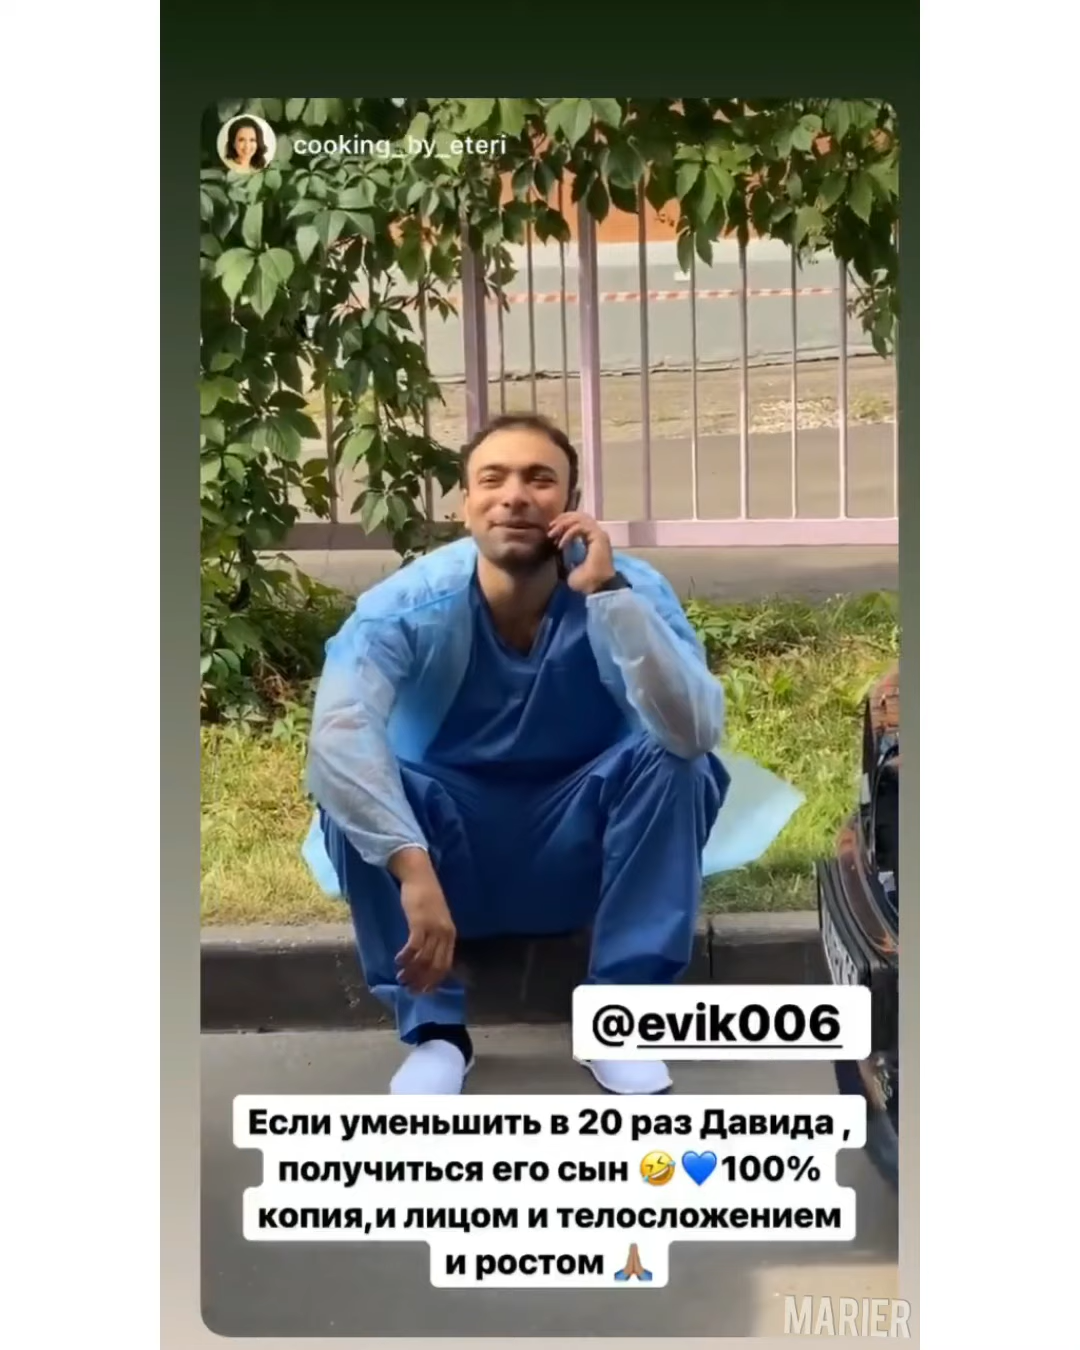 cooking_by_eteri
@evik006
Если уменьшить в 20 раз Давида ,
получиться его сын 🤣💙100%
копия,и лицом и телосложением
и ростом 🙏🏽
MARIER